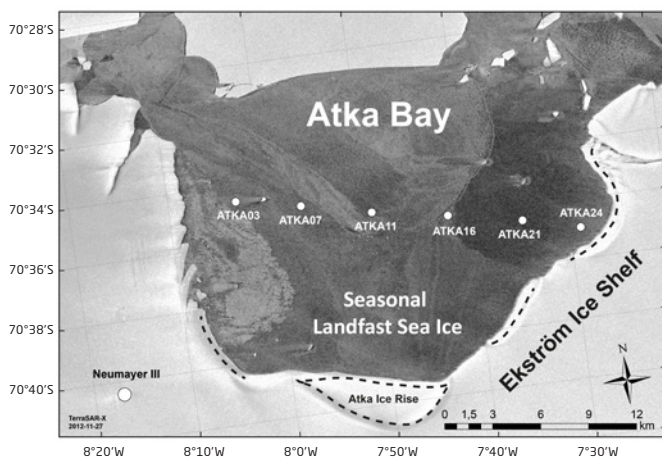 70°28'S
70°30'S
70°32'S
70°34'S
70°36'S
70°38'S
70°40'S
Atka Bay
ATKA03
ATKA07
ATKA11
ATKA16
ATKA21
ATKA24
Seasonal
Landfast Sea Ice
Ekström Ice Shelf
Neumayer III
Atka Ice Rise
N
TerraSAR-X
2012-11-27
0 1,5 3 6 9 12
km
8°20'W 8°10'W 8°0'W 7°50'W 7°40'W 7°30'W